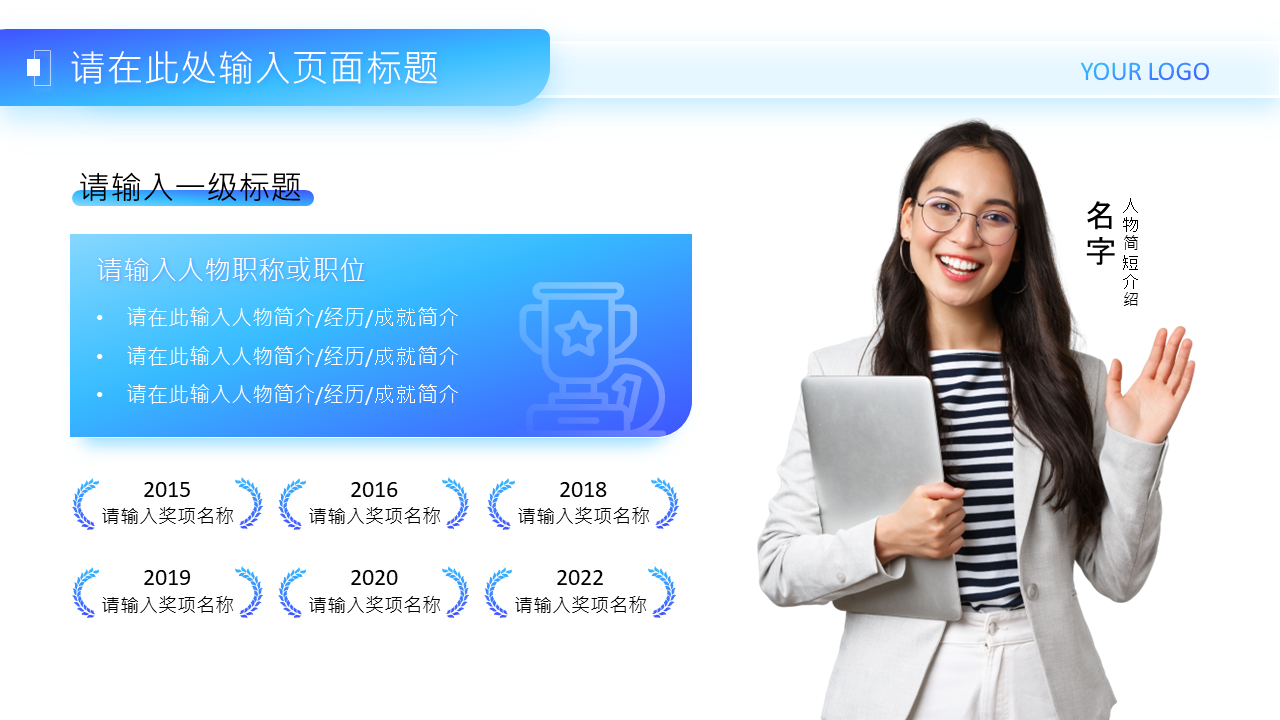 请在此处输入页面标题
YOUR LOGO
请输入一级标题
请输入人物职称或职位
• 请在此输入人物简介/经历/成就简介
• 请在此输入人物简介/经历/成就简介
• 请在此输入人物简介/经历/成就简介
名字
人物简短介绍
2015
请输入奖项名称
2016
请输入奖项名称
2018
请输入奖项名称
2019
请输入奖项名称
2020
请输入奖项名称
2022
请输入奖项名称